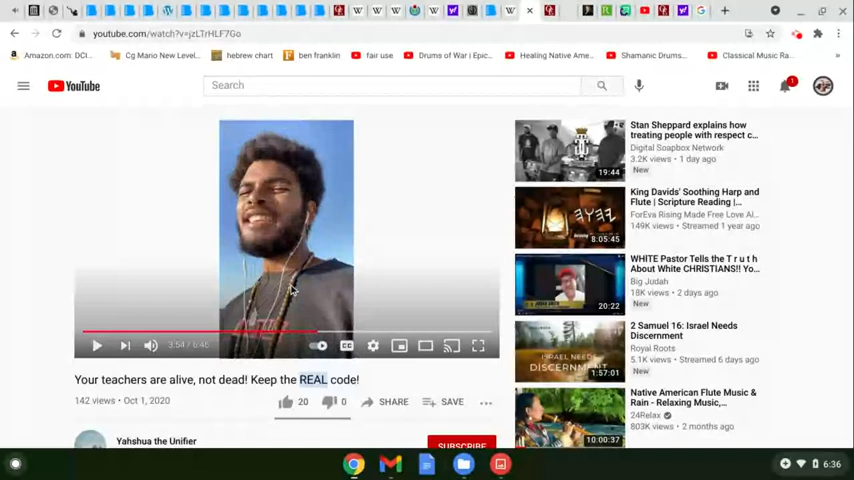 youtube.com/watch?v=jzLTrHLF7Go
Amazon.com: DCI...
Cg Mario New Level...
hebrew chart
ben franklin
fair use
Drums of War | Epic...
Healing Native Ame...
Shamanic Drums...
Classical Music Ra...
YouTube
Search
1
Stan Sheppard explains how
treating people with respect c...
Digital Soapbox Network
3.2K views • 1 day ago
New
19:44
King Davids' Soothing Harp and
Flute | Scripture Reading |...
ForEva Rising Made Free Love Al...
149K views • Streamed 1 year ago
8:05:45
WHITE Pastor Tells the T r u t h
About White CHRISTIANS!! Yo...
Big Judah
18K views • 2 days ago
New
20:22
2 Samuel 16: Israel Needs
Discernment
Royal Roots
5.1K views • Streamed 6 days ago
ISRAEL NEEDS
DISCERNMENT
1:57:01
Native American Flute Music &
Rain - Relaxing Music,...
24Relax
803K views • 2 months ago
10:00:37
3:54 / 6:46
CC
Your teachers are alive, not dead! Keep the REAL code!
142 views • Oct 1, 2020
20
0
SHARE
SAVE
Yahshua the Unifier
SUBSCRIBE
6:36